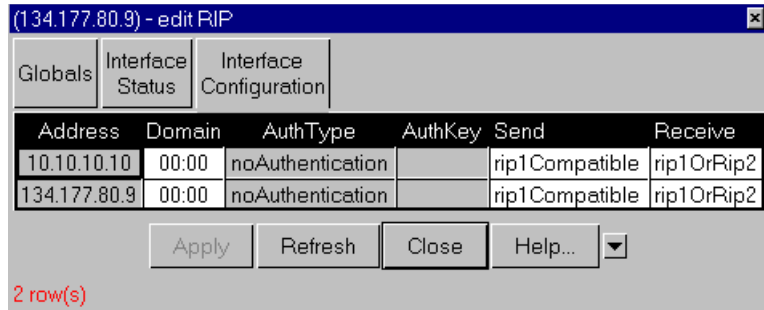 (134.177.80.9) - edit RIP
Globals Interface Status Interface Configuration
Address Domain AuthType AuthKey Send Receive
10.10.10.10 00:00 noAuthentication rip1Compatible rip1OrRip2
134.177.80.9 00:00 noAuthentication rip1Compatible rip1OrRip2
Apply Refresh Close Help...
2 row(s)